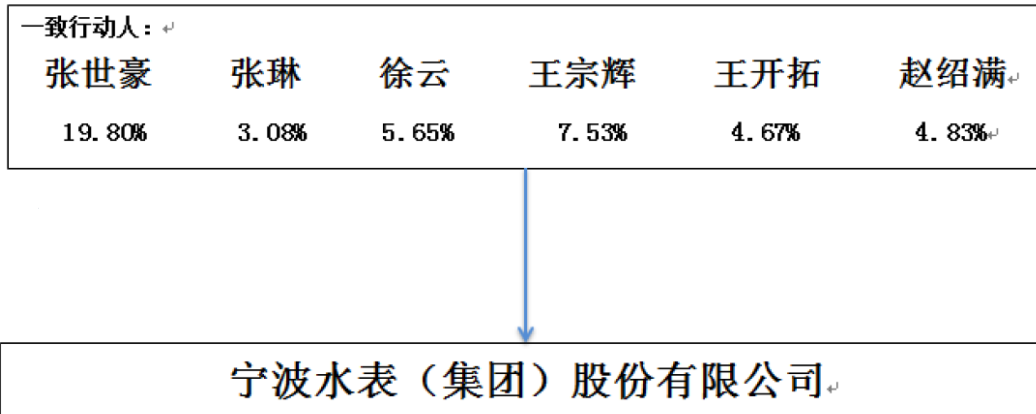 一致行动人：
张世豪 张琳 徐云 王宗辉 王开拓 赵绍满
19.80% 3.08% 5.65% 7.53% 4.67% 4.83%
宁波水表（集团）股份有限公司